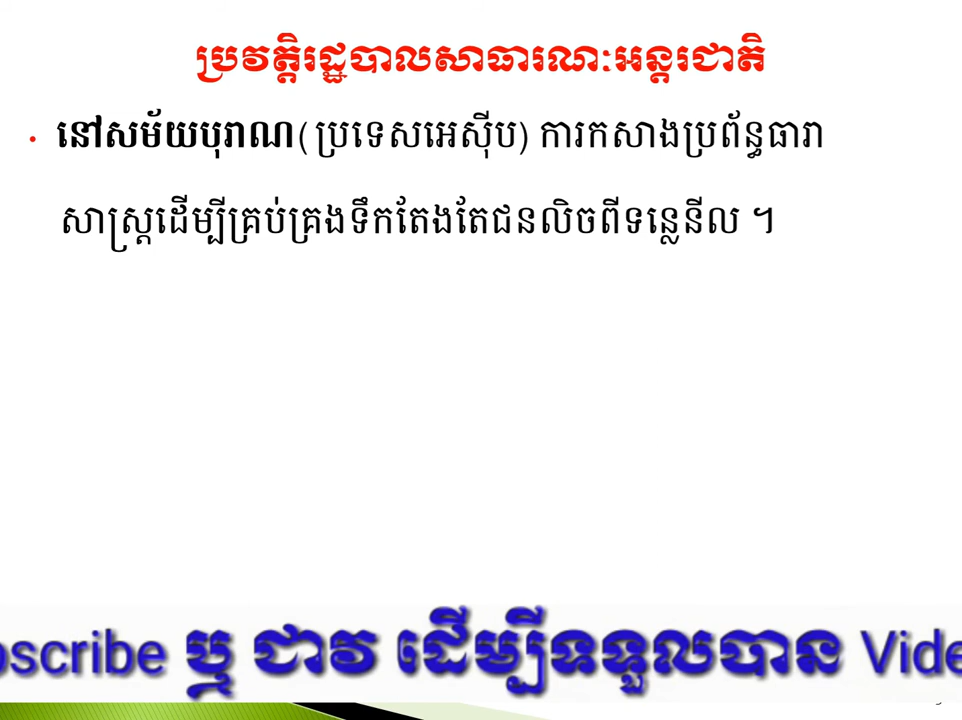 ប្រវត្តិរដ្ឋបាលសាធារណៈអន្តរជាតិ
• នៅសម័យបុរាណ(ប្រទេសអេស៊ីប) ការកសាងប្រព័ន្ធធារា
សាស្ត្រដើម្បីគ្រប់គ្រងទឹកតែងតែជនលិចពីទន្លេនីល ។
bscribe ឬ ជាវ ដើម្បីទទួលបាន Vide